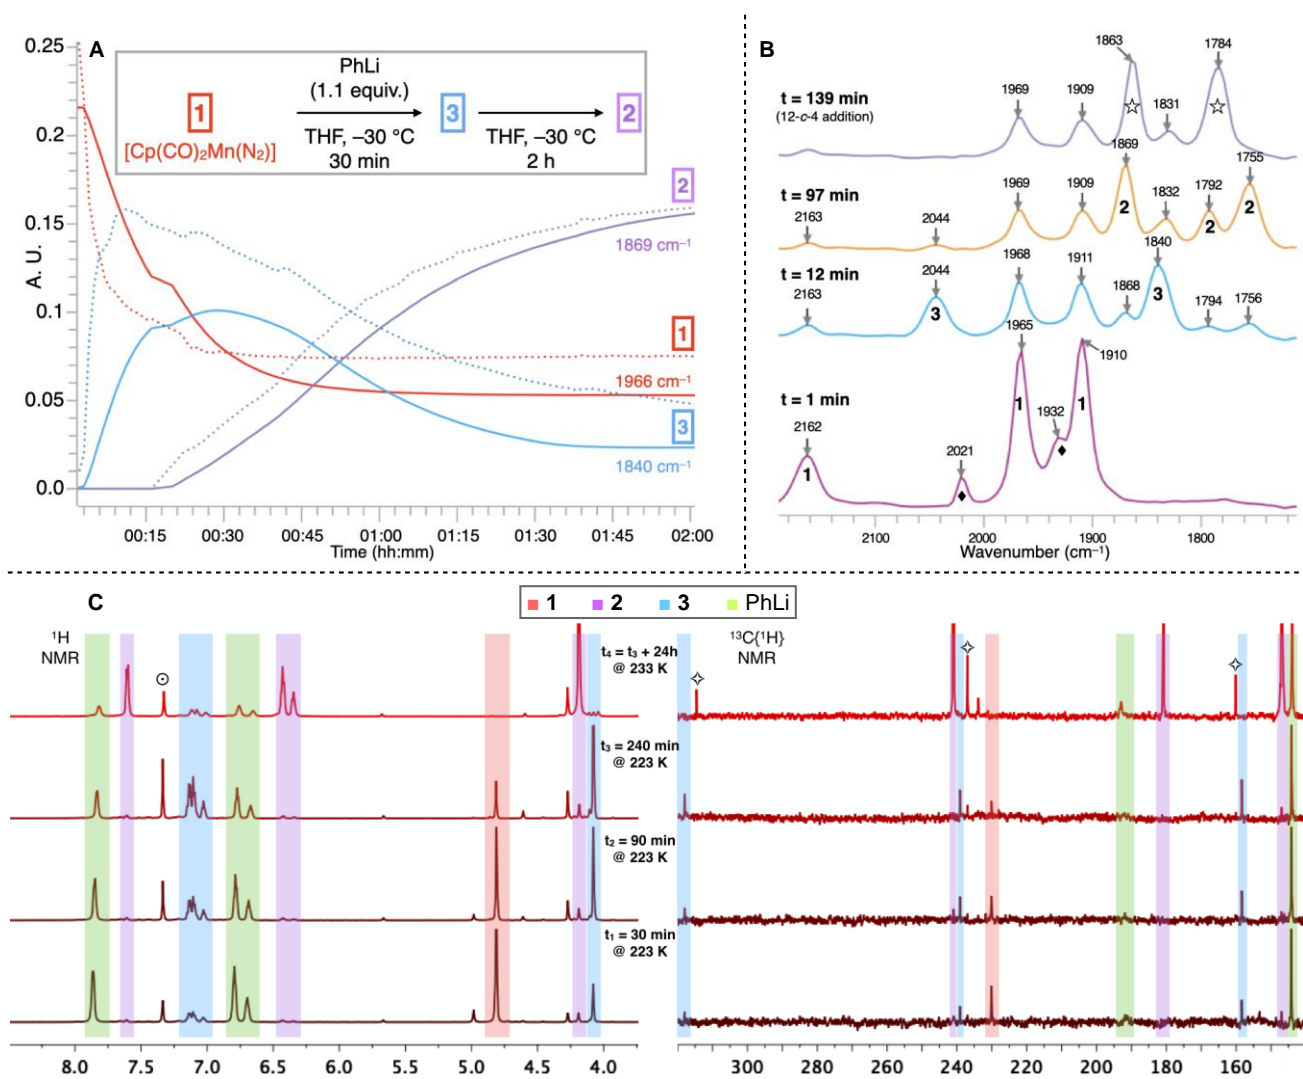 A
0.25
0.2
0.15
0.1
0.05
0.0
A. U.
1
[Cp(CO)₂Mn(N₂)]
PhLi
(1.1 equiv.)
THF, –30 °C
30 min
3
THF, –30 °C
2 h
2
2
1869 cm⁻¹
1
1966 cm⁻¹
3
1840 cm⁻¹
00:15 00:30 00:45 01:00 01:15 01:30 01:45 02:00
Time (hh:mm)
B
t = 139 min
(12-c-4 addition)
1969 1909 1863 1831 1784
t = 97 min
2163 2044 1969 1909 1869 1832 1792 1755
2 2 2
t = 12 min
2163 2044 1968 1911 1868 1840 1794 1756
3 3
t = 1 min
2162 2021 1965 1932 1910
1 1 1
2100 2000 1900 1800
Wavenumber (cm⁻¹)
C
1 2 3 PhLi
¹H
NMR
¹³C{¹H}
NMR
t₄ = t₃ + 24h
@ 233 K
t₃ = 240 min
@ 223 K
t₂ = 90 min
@ 223 K
t₁ = 30 min
@ 223 K
8.0 7.5 7.0 6.5 6.0 5.5 5.0 4.5 4.0
300 280 260 240 220 200 180 160